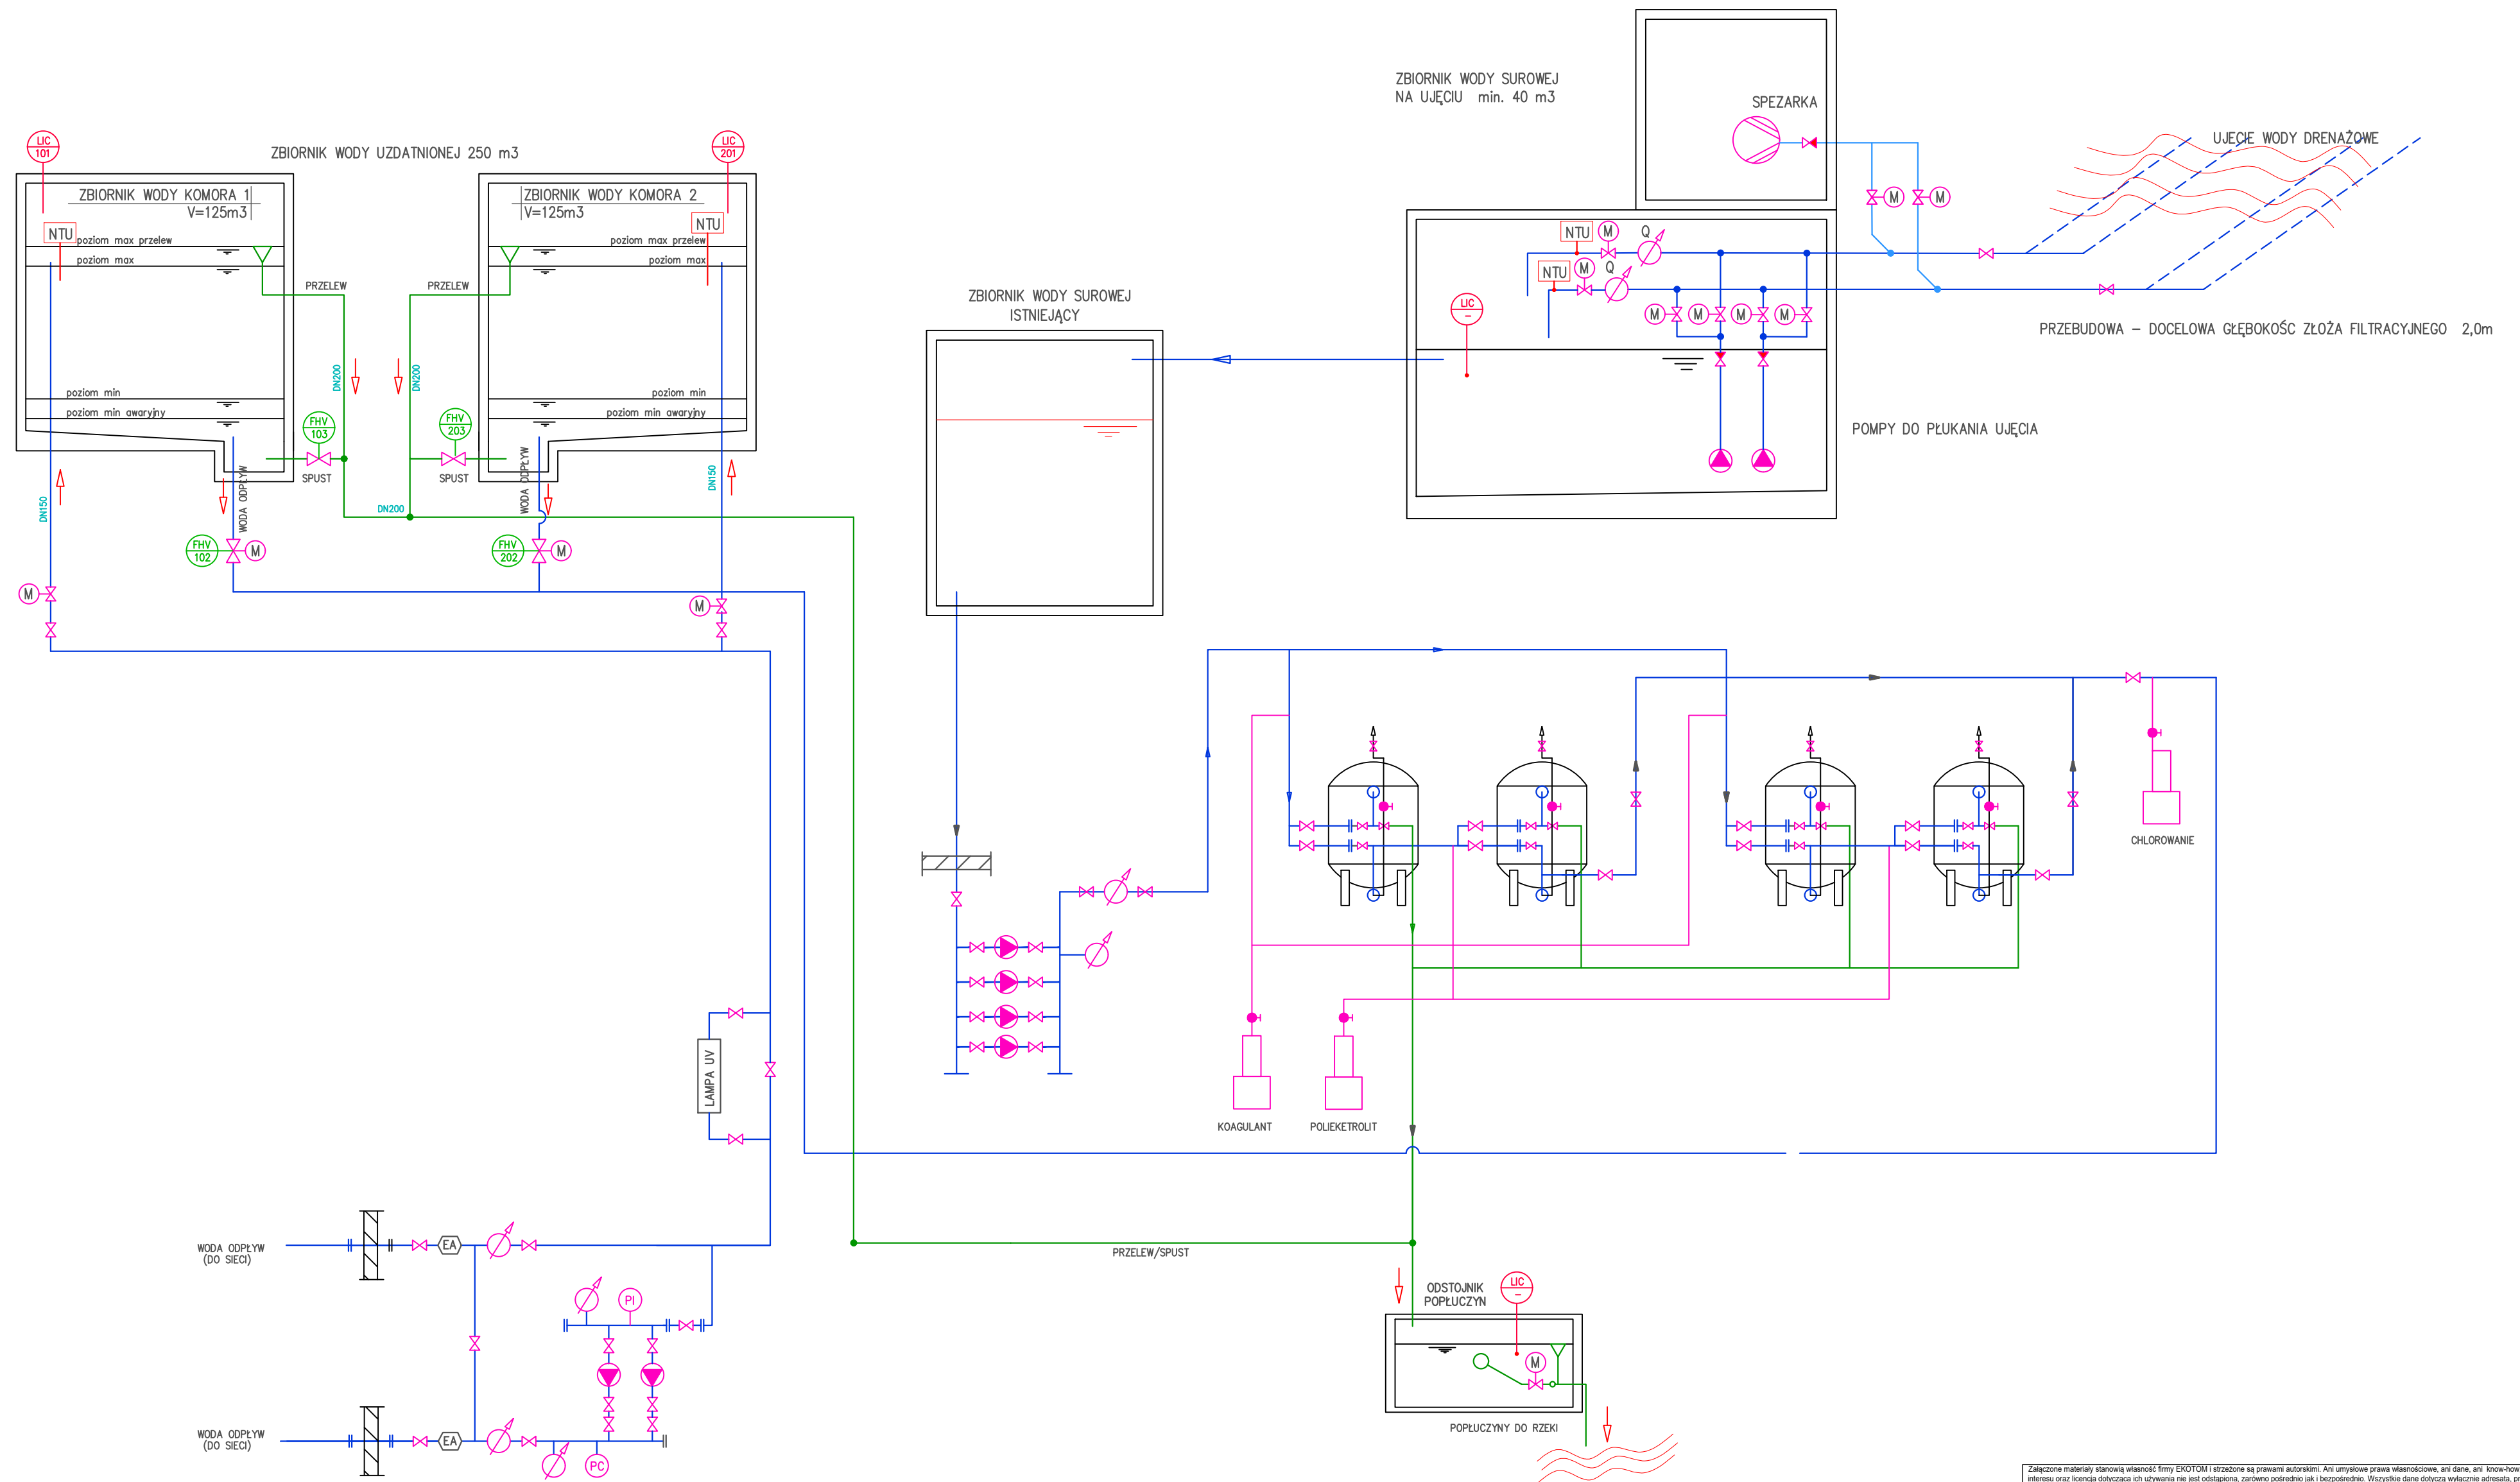 ZBIORNIK WODY SUROWEJ
NA UJĘCIU min. 40 m3
SPEZARKA
UJECIE WODY DRENAŻOWE
LIC
101
ZBIORNIK WODY UZDATNIONEJ 250 m3
LIC
201
ZBIORNIK WODY KOMORA 1
V=125m3
ZBIORNIK WODY KOMORA 2
V=125m3
M
M
NTU
NTU
NTU
M
Q
poziom max przelew
poziom max przelew
poziom max
poziom max
NTU
M
Q
PRZELEW
PRZELEW
ZBIORNIK WODY SUROWEJ
ISTNIEJĄCY
LIC
–
M
M
M
M
PRZEBUDOWA – DOCELOWA GŁĘBOKOŚC ZŁOŻA FILTRACYJNEGO 2,0m
DN200
DN200
poziom min
poziom min
poziom min awaryjny
poziom min awaryjny
FHV
103
FHV
203
POMPY DO PŁUKANIA UJĘCIA
SPUST
SPUST
WODA ODPŁYW
WODA ODPŁYW
DN150
DN150
DN200
FHV
102
M
FHV
202
M
M
M
CHLOROWANIE
LAMPA UV
KOAGULANT
POLIEKETROLIT
WODA ODPŁYW
(DO SIECI)
EA
PRZELEW/SPUST
PI
ODSTOJNIK
POPŁUCZYN
LIC
–
M
POPŁUCZYNY DO RZEKI
WODA ODPŁYW
(DO SIECI)
EA
PC
Załączone materiały stanowią własność firmy EKOTOM i strzeżone są prawami autorskimi. Ani umysłowe prawa własnościowe, ani dane, ani know-how
interesu oraz licencja dotycząca ich używania nie jest odstąpiona, zarówno pośrednio jak i bezpośrednio. Wszystkie dane dotyczą wyłącznie adresata,